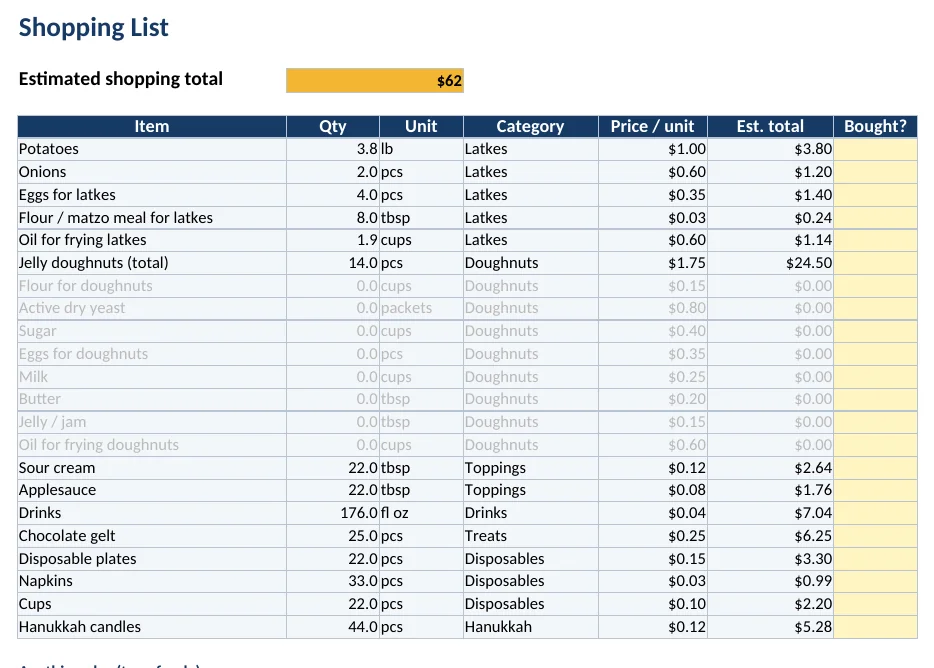 Shopping List
Estimated shopping total $62
Item Qty Unit Category Price / unit Est. total Bought?
Potatoes 3.8 lb Latkes $1.00 $3.80
Onions 2.0 pcs Latkes $0.60 $1.20
Eggs for latkes 4.0 pcs Latkes $0.35 $1.40
Flour / matzo meal for latkes 8.0 tbsp Latkes $0.03 $0.24
Oil for frying latkes 1.9 cups Latkes $0.60 $1.14
Jelly doughnuts (total) 14.0 pcs Doughnuts $1.75 $24.50
Flour for doughnuts 0.0 cups Doughnuts $0.15 $0.00
Active dry yeast 0.0 packets Doughnuts $0.80 $0.00
Sugar 0.0 cups Doughnuts $0.40 $0.00
Eggs for doughnuts 0.0 pcs Doughnuts $0.35 $0.00
Milk 0.0 cups Doughnuts $0.25 $0.00
Butter 0.0 tbsp Doughnuts $0.20 $0.00
Jelly / jam 0.0 tbsp Doughnuts $0.15 $0.00
Oil for frying doughnuts 0.0 cups Doughnuts $0.60 $0.00
Sour cream 22.0 tbsp Toppings $0.12 $2.64
Applesauce 22.0 tbsp Toppings $0.08 $1.76
Drinks 176.0 fl oz Drinks $0.04 $7.04
Chocolate gelt 25.0 pcs Treats $0.25 $6.25
Disposable plates 22.0 pcs Disposables $0.15 $3.30
Napkins 33.0 pcs Disposables $0.03 $0.99
Cups 22.0 pcs Disposables $0.10 $2.20
Hanukkah candles 44.0 pcs Hanukkah $0.12 $5.28